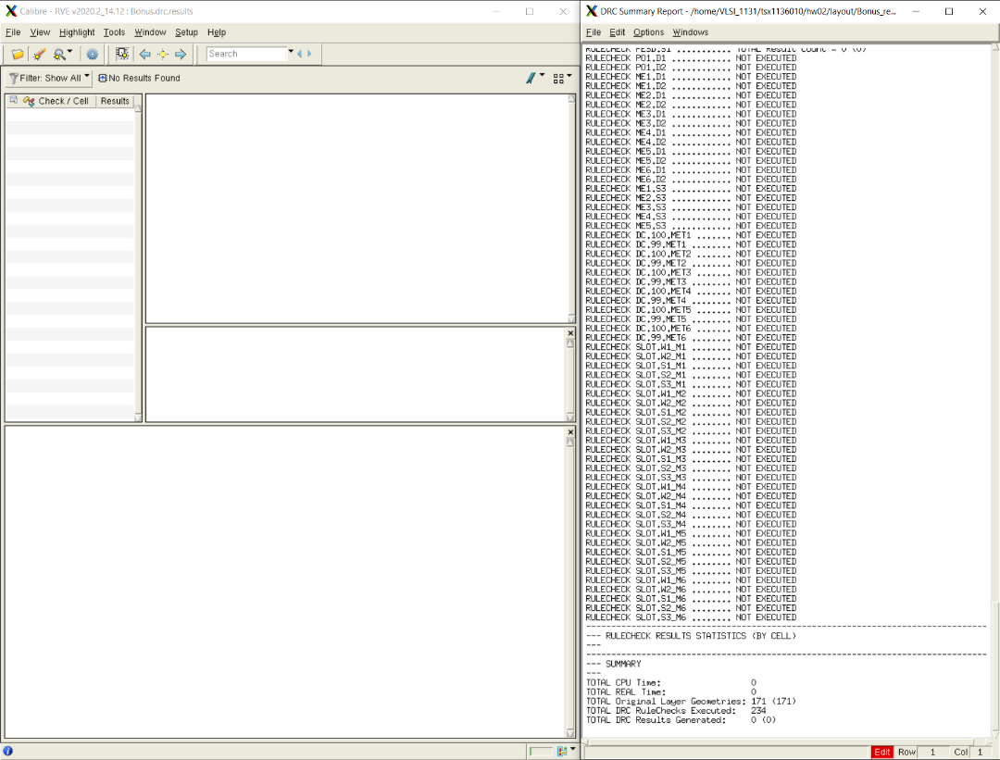 Calibre - RVE v2020.2_14.12 : Bonus.drc.results
File View Highlight Tools Window Setup Help
Search
Filter: Show All No Results Found
Check / Cell Results
DRC Summary Report - /home/VLSI_1131/tsx1136010/hw02/layout/Bonus_re...
File Edit Options Windows
RULECHECK PESD.S1 ........... TOTAL Result Count = 0 (0)
RULECHECK PO1.D1 ............ NOT EXECUTED
RULECHECK PO1.D2 ............ NOT EXECUTED
RULECHECK ME1.D1 ............ NOT EXECUTED
RULECHECK ME1.D2 ............ NOT EXECUTED
RULECHECK ME2.D1 ............ NOT EXECUTED
RULECHECK ME2.D2 ............ NOT EXECUTED
RULECHECK ME3.D1 ............ NOT EXECUTED
RULECHECK ME3.D2 ............ NOT EXECUTED
RULECHECK ME4.D1 ............ NOT EXECUTED
RULECHECK ME4.D2 ............ NOT EXECUTED
RULECHECK ME5.D1 ............ NOT EXECUTED
RULECHECK ME5.D2 ............ NOT EXECUTED
RULECHECK ME6.D1 ............ NOT EXECUTED
RULECHECK ME6.D2 ............ NOT EXECUTED
RULECHECK ME1.S3 ............ NOT EXECUTED
RULECHECK ME2.S3 ............ NOT EXECUTED
RULECHECK ME3.S3 ............ NOT EXECUTED
RULECHECK ME4.S3 ............ NOT EXECUTED
RULECHECK ME5.S3 ............ NOT EXECUTED
RULECHECK DC.100.MET1 ....... NOT EXECUTED
RULECHECK DC.99.MET1 ........ NOT EXECUTED
RULECHECK DC.100.MET2 ....... NOT EXECUTED
RULECHECK DC.99.MET2 ........ NOT EXECUTED
RULECHECK DC.100.MET3 ....... NOT EXECUTED
RULECHECK DC.99.MET3 ........ NOT EXECUTED
RULECHECK DC.100.MET4 ....... NOT EXECUTED
RULECHECK DC.99.MET4 ........ NOT EXECUTED
RULECHECK DC.100.MET5 ....... NOT EXECUTED
RULECHECK DC.99.MET5 ........ NOT EXECUTED
RULECHECK DC.100.MET6 ....... NOT EXECUTED
RULECHECK DC.99.MET6 ........ NOT EXECUTED
RULECHECK SLOT.W1_M1 ........ NOT EXECUTED
RULECHECK SLOT.W2_M1 ........ NOT EXECUTED
RULECHECK SLOT.S1_M1 ........ NOT EXECUTED
RULECHECK SLOT.S2_M1 ........ NOT EXECUTED
RULECHECK SLOT.S3_M1 ........ NOT EXECUTED
RULECHECK SLOT.W1_M2 ........ NOT EXECUTED
RULECHECK SLOT.W2_M2 ........ NOT EXECUTED
RULECHECK SLOT.S1_M2 ........ NOT EXECUTED
RULECHECK SLOT.S2_M2 ........ NOT EXECUTED
RULECHECK SLOT.S3_M2 ........ NOT EXECUTED
RULECHECK SLOT.W1_M3 ........ NOT EXECUTED
RULECHECK SLOT.W2_M3 ........ NOT EXECUTED
RULECHECK SLOT.S1_M3 ........ NOT EXECUTED
RULECHECK SLOT.S2_M3 ........ NOT EXECUTED
RULECHECK SLOT.S3_M3 ........ NOT EXECUTED
RULECHECK SLOT.W1_M4 ........ NOT EXECUTED
RULECHECK SLOT.W2_M4 ........ NOT EXECUTED
RULECHECK SLOT.S1_M4 ........ NOT EXECUTED
RULECHECK SLOT.S2_M4 ........ NOT EXECUTED
RULECHECK SLOT.S3_M4 ........ NOT EXECUTED
RULECHECK SLOT.W1_M5 ........ NOT EXECUTED
RULECHECK SLOT.W2_M5 ........ NOT EXECUTED
RULECHECK SLOT.S1_M5 ........ NOT EXECUTED
RULECHECK SLOT.S2_M5 ........ NOT EXECUTED
RULECHECK SLOT.S3_M5 ........ NOT EXECUTED
RULECHECK SLOT.W1_M6 ........ NOT EXECUTED
RULECHECK SLOT.W2_M6 ........ NOT EXECUTED
RULECHECK SLOT.S1_M6 ........ NOT EXECUTED
RULECHECK SLOT.S2_M6 ........ NOT EXECUTED
RULECHECK SLOT.S3_M6 ........ NOT EXECUTED
--------------------------------------------------------------------------------
--- RULECHECK RESULTS STATISTICS (BY CELL)
---
--------------------------------------------------------------------------------
--- SUMMARY
---
TOTAL CPU Time: 0
TOTAL REAL Time: 0
TOTAL Original Layer Geometries: 171 (171)
TOTAL DRC RuleChecks Executed: 234
TOTAL DRC Results Generated: 0 (0)
Edit Row 1 Col 1